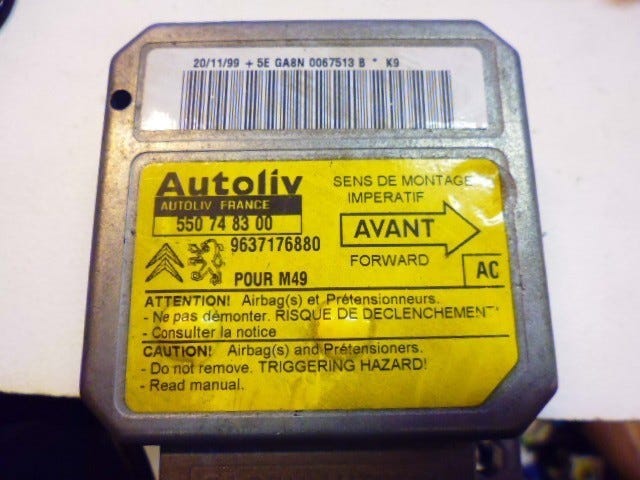 20/11/99 + 5E GA8N 0067513 B * K9
Autoliv
AUTOLIV FRANCE
550 74 83 00
9637176880
POUR M49
SENS DE MONTAGE
IMPERATIF
AVANT
FORWARD
AC
ATTENTION! Airbag(s) et Prétensionneurs.
- Ne pas démonter. RISQUE DE DECLENCHEMENT
- Consulter la notice
CAUTION! Airbag(s) and Prétensioners.
- Do not remove. TRIGGERING HAZARD!
- Read manual.